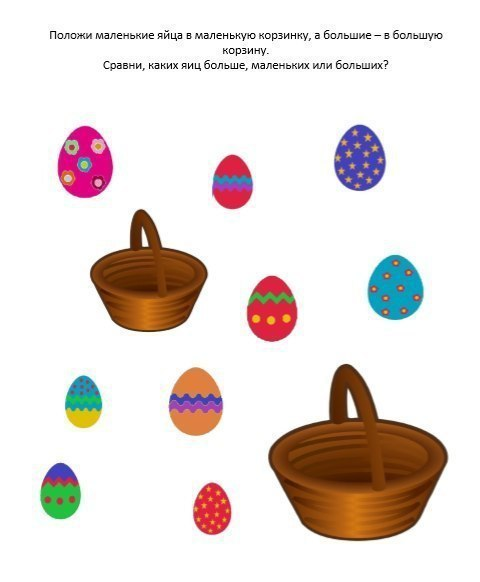 Положи маленькие яйца в маленькую корзинку, а большие – в большую
корзину.
Сравни, каких яиц больше, маленьких или больших?